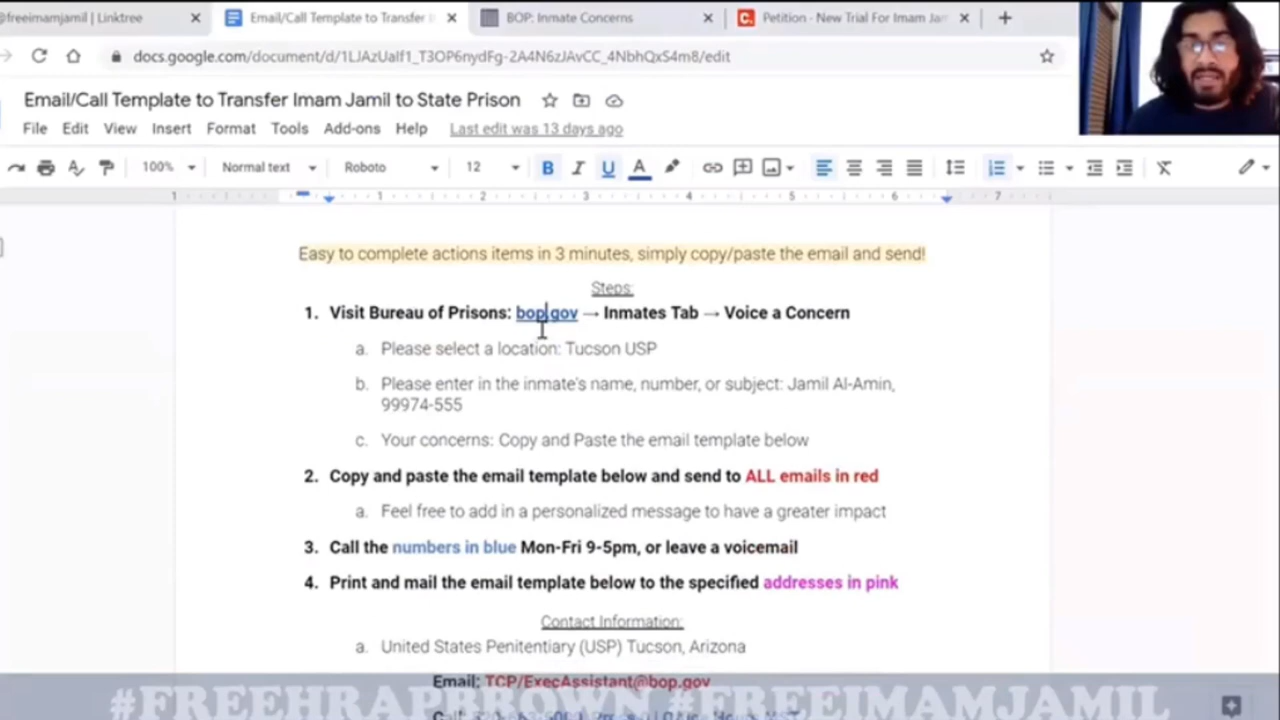 @freeimamjamil | Linktree
Email/Call Template to Transfer I
BOP: Inmate Concerns
Petition - New Trial For Imam Jam
docs.google.com/document/d/1LJAzUaIf1_T3OP6nydFg-2A4N6zJAvCC_4NbhQxS4m8/edit
Email/Call Template to Transfer Imam Jamil to State Prison
File Edit View Insert Format Tools Add-ons Help Last edit was 13 days ago
100% Normal text Roboto 12 B I U A
1 1 2 3 4 5 6 7
Easy to complete actions items in 3 minutes, simply copy/paste the email and send!
Steps:
1. Visit Bureau of Prisons: bop.gov → Inmates Tab → Voice a Concern
a. Please select a location: Tucson USP
b. Please enter in the inmate's name, number, or subject: Jamil Al-Amin,
99974-555
c. Your concerns: Copy and Paste the email template below
2. Copy and paste the email template below and send to ALL emails in red
a. Feel free to add in a personalized message to have a greater impact
3. Call the numbers in blue Mon-Fri 9-5pm, or leave a voicemail
4. Print and mail the email template below to the specified addresses in pink
Contact Information:
a. United States Penitentiary (USP) Tucson, Arizona
Email: TCP/ExecAssistant@bop.gov
#FREEHRAPBROWN #FREEIMAMJAMIL